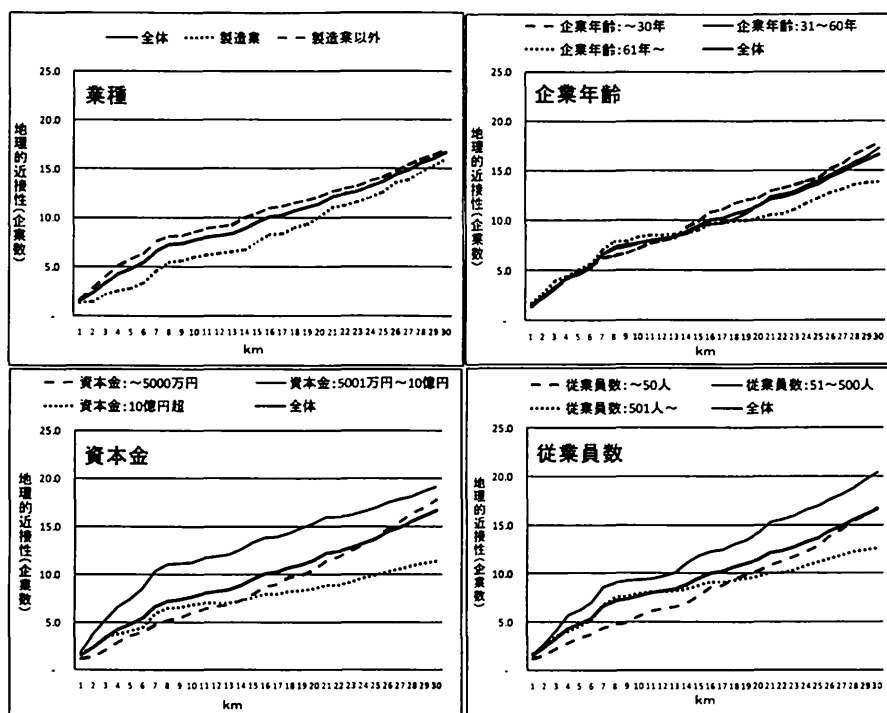 全体 製造業 製造業以外
業種
地理的近接性(企業数)
25.0
20.0
15.0
10.0
5.0
-
1 2 3 4 5 6 7 8 9 10 11 12 13 14 15 16 17 18 19 20 21 22 23 24 25 26 27 28 29 30
km
企業年齢:~30年 企業年齢:31~60年
企業年齢:61年~ 全体
企業年齢
地理的近接性(企業数)
25.0
20.0
15.0
10.0
5.0
-
1 2 3 4 5 6 7 8 9 10 11 12 13 14 15 16 17 18 19 20 21 22 23 24 25 26 27 28 29 30
km
資本金:~5000万円 資本金:5001万円~10億円
資本金:10億円超 全体
資本金
地理的近接性(企業数)
25.0
20.0
15.0
10.0
5.0
-
1 2 3 4 5 6 7 8 9 10 11 12 13 14 15 16 17 18 19 20 21 22 23 24 25 26 27 28 29 30
km
従業員数:~50人 従業員数:51~500人
従業員数:501人~ 全体
従業員数
地理的近接性(企業数)
25.0
20.0
15.0
10.0
5.0
-
1 2 3 4 5 6 7 8 9 10 11 12 13 14 15 16 17 18 19 20 21 22 23 24 25 26 27 28 29 30
km